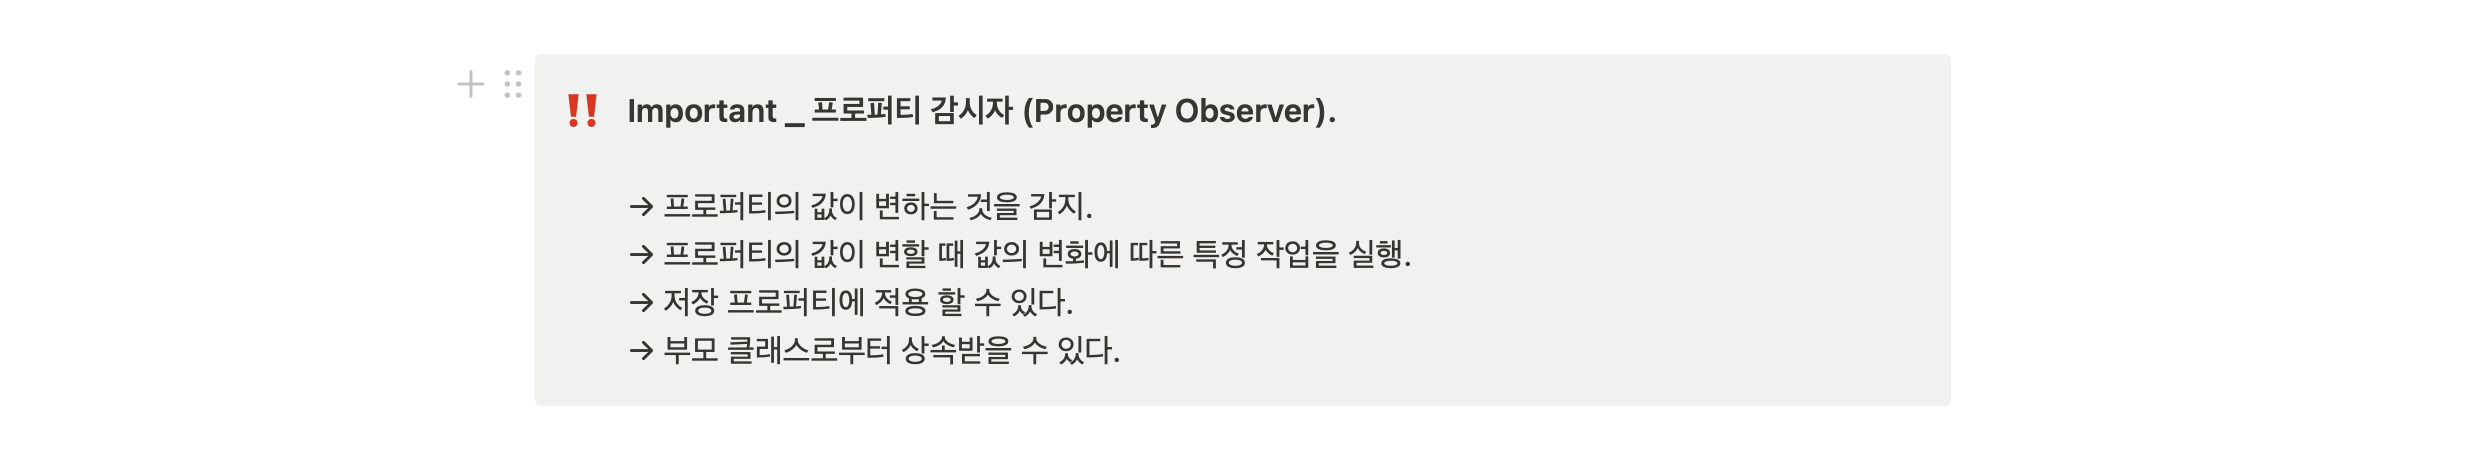 ‼ Important _ 프로퍼티 감시자 (Property Observer).
→ 프로퍼티의 값이 변하는 것을 감지.
→ 프로퍼티의 값이 변할 때 값의 변화에 따른 특정 작업을 실행.
→ 저장 프로퍼티에 적용 할 수 있다.
→ 부모 클래스로부터 상속받을 수 있다.